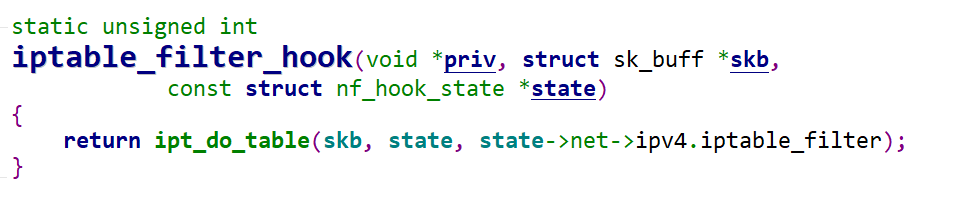 static unsigned int
iptable_filter_hook(void *priv, struct sk_buff *skb,
            const struct nf_hook_state *state)
{
    return ipt_do_table(skb, state, state->net->ipv4.iptable_filter);
}